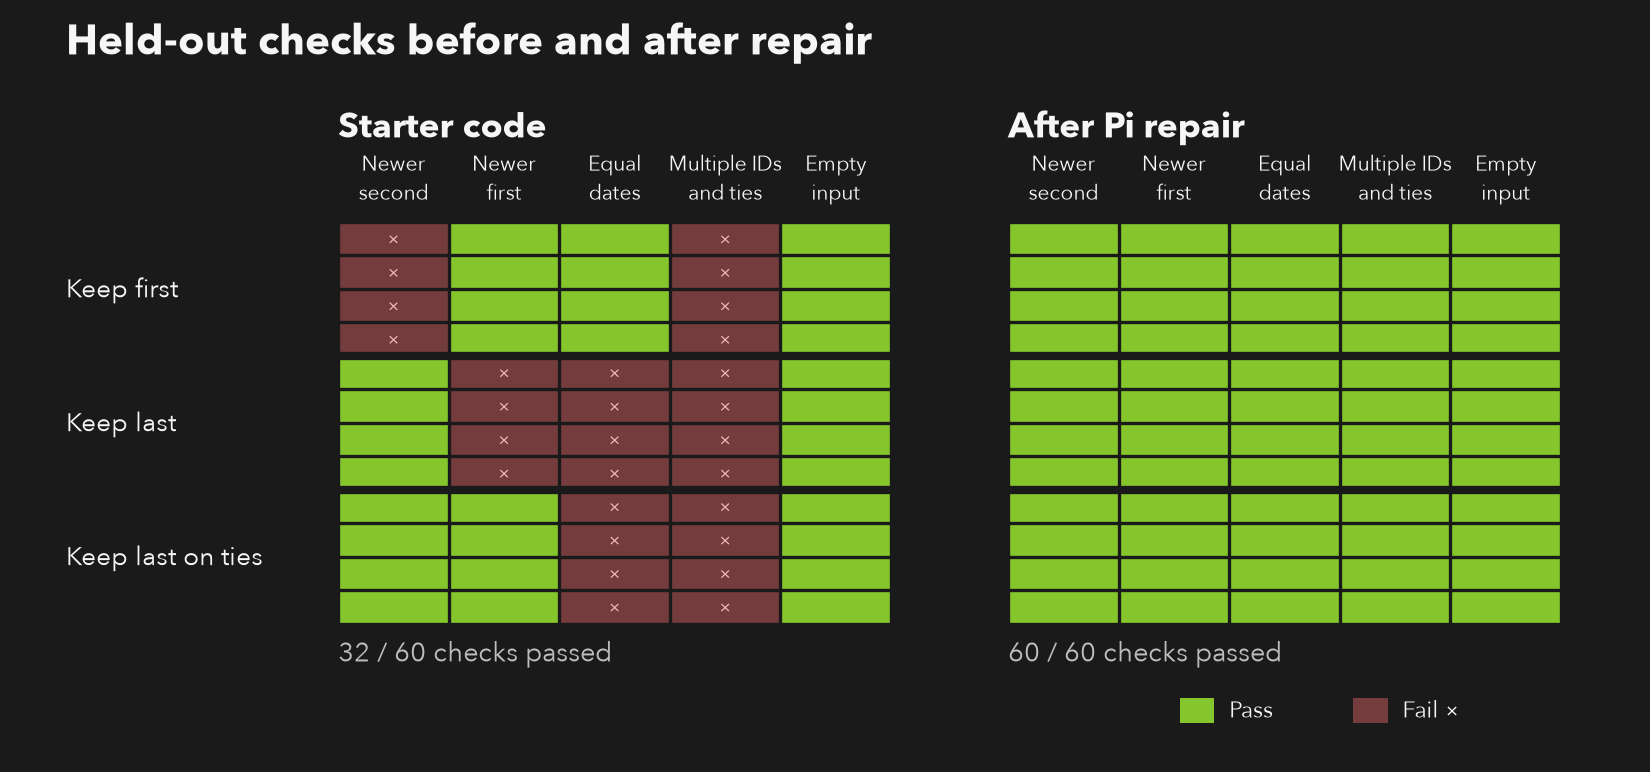 Held-out checks before and after repair
Starter code
Newer second
Newer first
Equal dates
Multiple IDs and ties
Empty input
Keep first
× ×
× ×
× ×
× ×
Keep last
× × ×
× × ×
× × ×
× × ×
Keep last on ties
× ×
× ×
× ×
× ×
32 / 60 checks passed
After Pi repair
Newer second
Newer first
Equal dates
Multiple IDs and ties
Empty input
60 / 60 checks passed
Pass
Fail ×